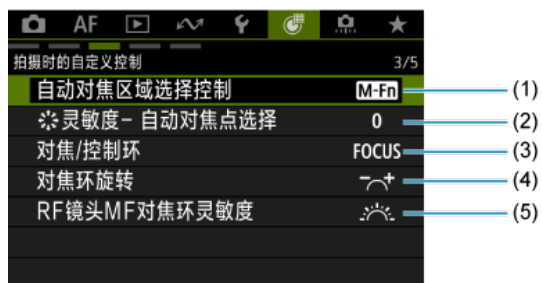 AF
拍摄时的自定义控制 3/5
自动对焦区域选择控制 M-Fn (1)
灵敏度- 自动对焦点选择 0 (2)
对焦/控制环 FOCUS (3)
对焦环旋转 - + (4)
RF镜头MF对焦环灵敏度 (5)